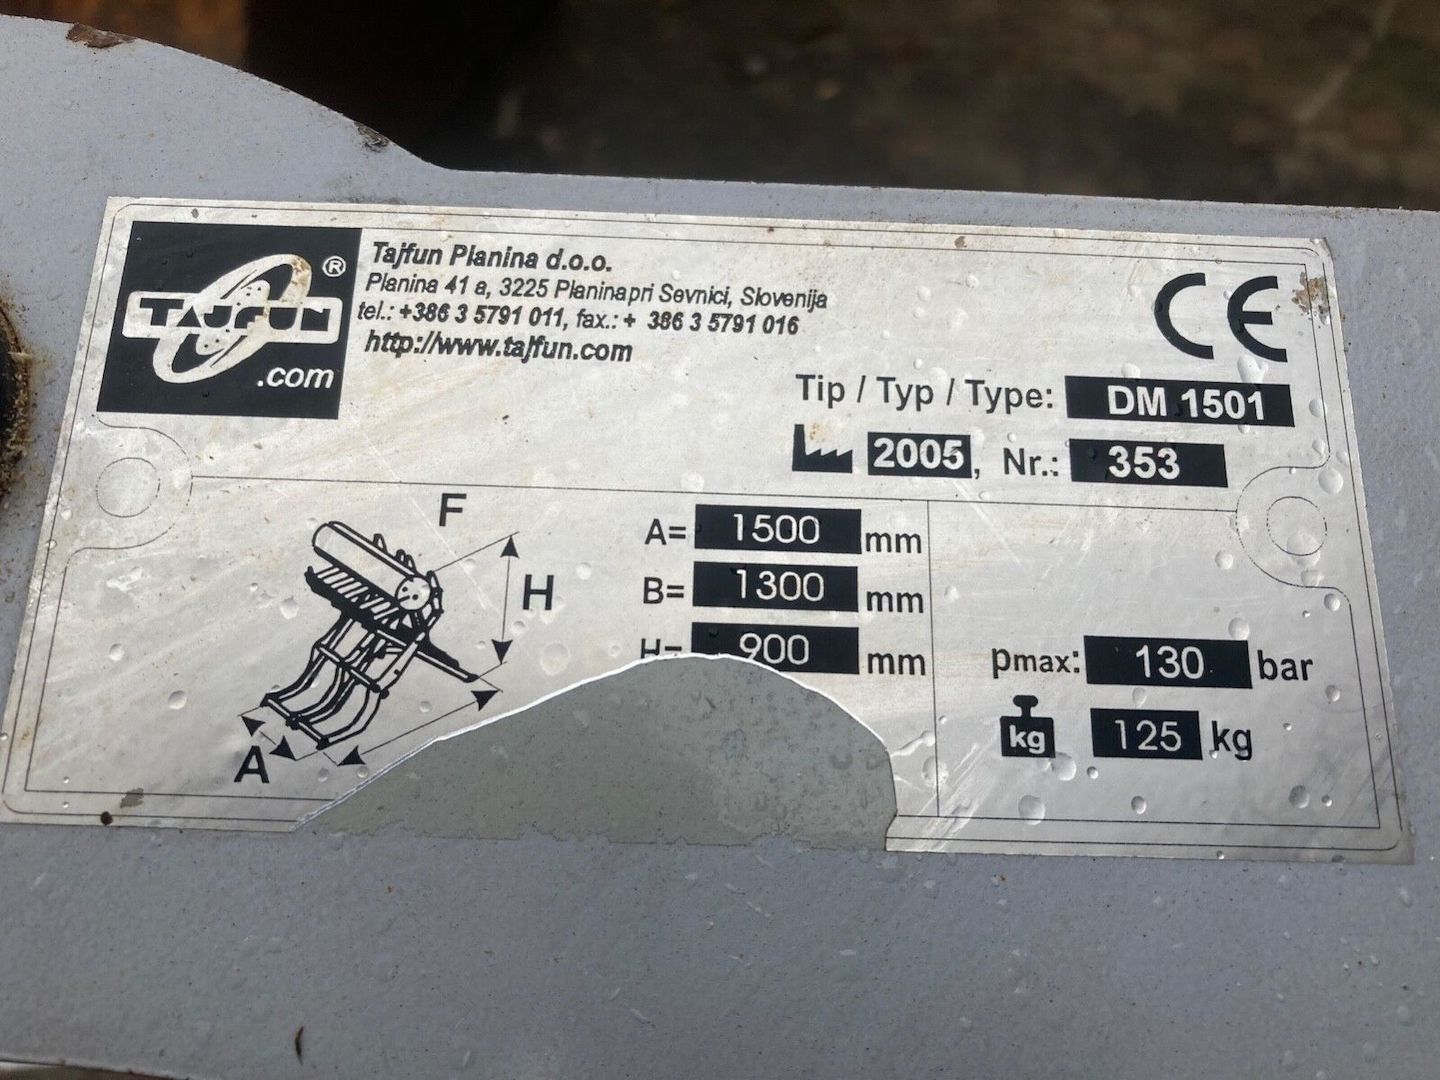 TAJFUN ®
.com
Tajfun Planina d.o.o.
Planina 41 a, 3225 Planinapri Sevnici, Slovenija
tel.: +386 3 5791 011, fax.: + 386 3 5791 016
http://www.tajfun.com
CE
Tip / Typ / Type: DM 1501
2005, Nr.: 353
F
H
A
A= 1500 mm
B= 1300 mm
H= 900 mm
pmax: 130 bar
kg 125 kg